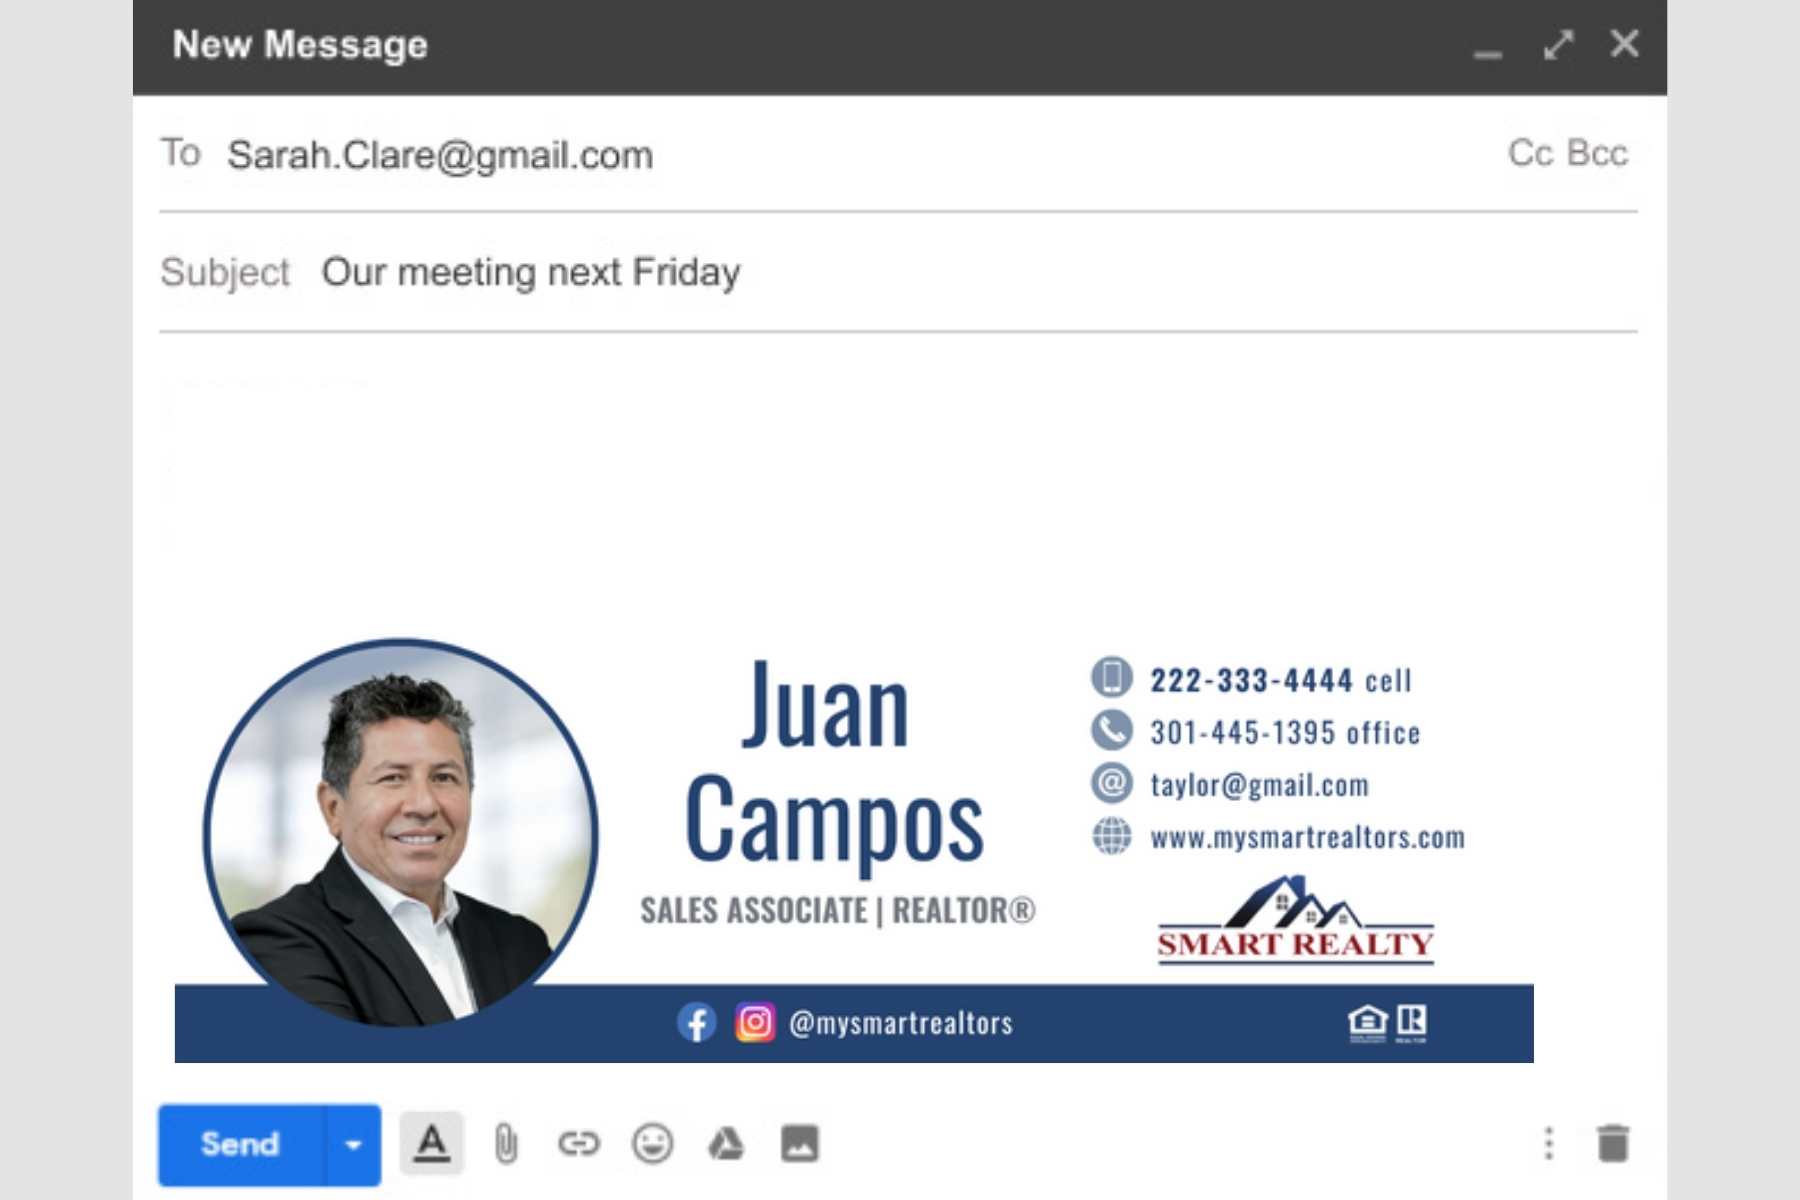 New Message
To Sarah.Clare@gmail.com Cc Bcc
Subject Our meeting next Friday
Juan
Campos
SALES ASSOCIATE | REALTOR®
222-333-4444 cell
301-445-1395 office
taylor@gmail.com
www.mysmartrealtors.com
SMART REALTY
@mysmartrealtors
Send